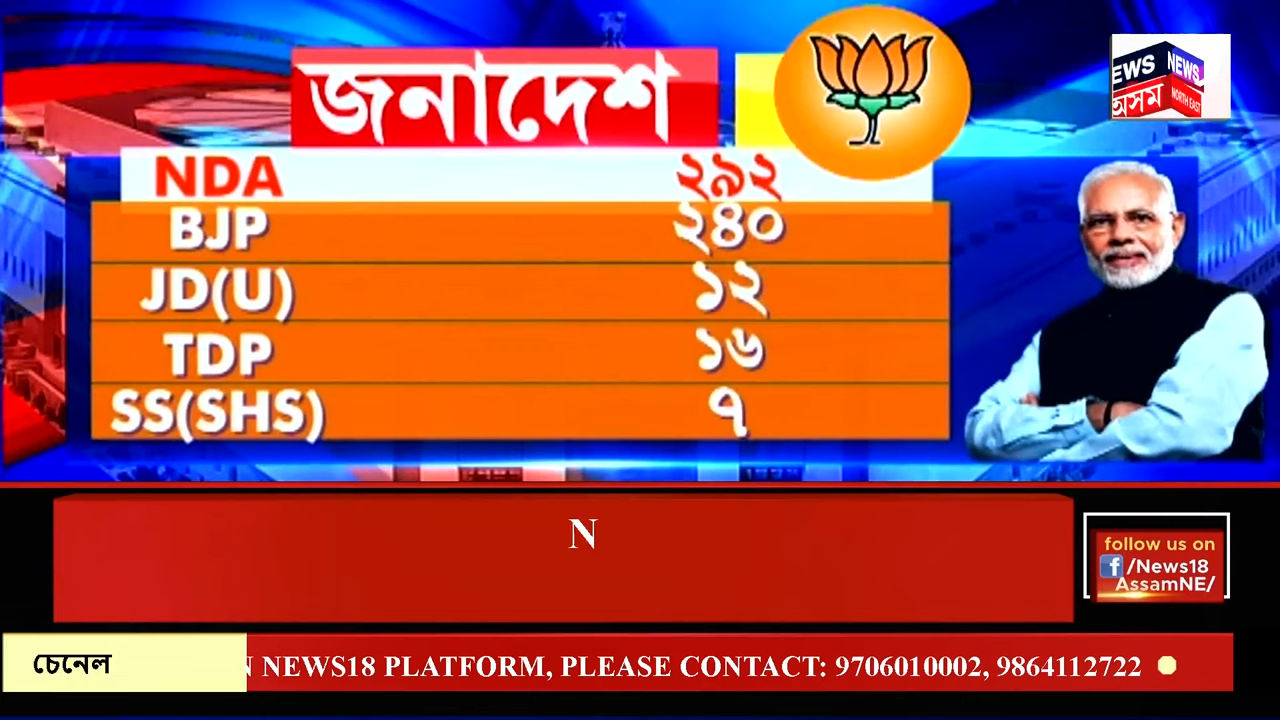 জনাদেশ
EWS
NEWS
অসম
NORTH EAST
NDA ২৯২
BJP ২৪০
JD(U) ১২
TDP ১৬
SS(SHS) ৭
N
follow us on
f/News18
AssamNE/
চেনেল
N NEWS18 PLATFORM, PLEASE CONTACT: 9706010002, 9864112722